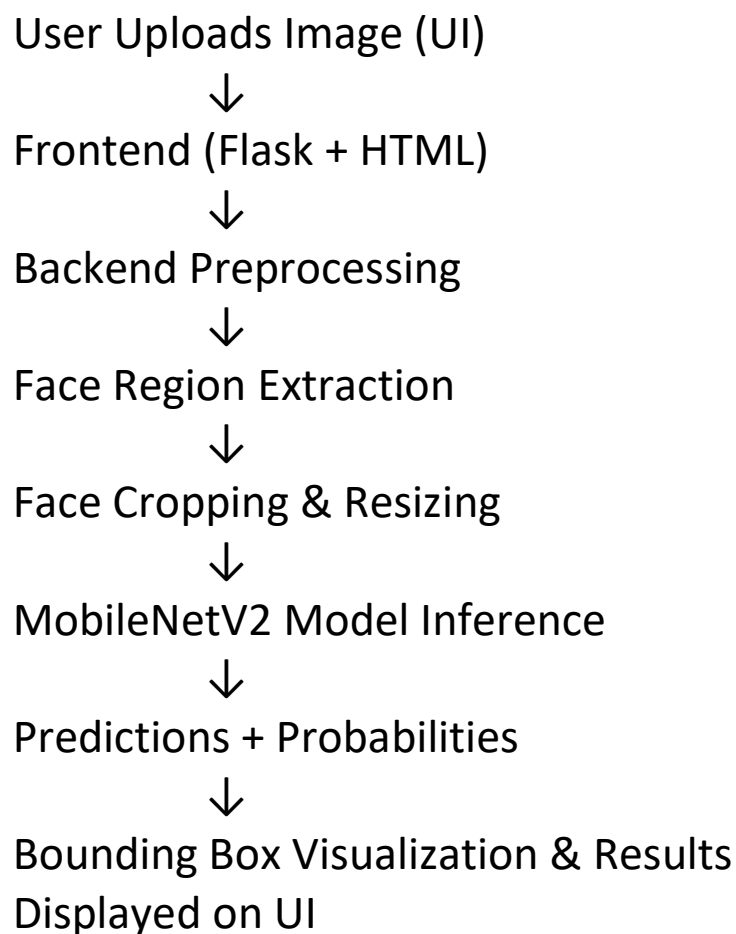 User Uploads Image (UI)
↓
Frontend (Flask + HTML)
↓
Backend Preprocessing
↓
Face Region Extraction
↓
Face Cropping & Resizing
↓
MobileNetV2 Model Inference
↓
Predictions + Probabilities
↓
Bounding Box Visualization & Results
Displayed on UI